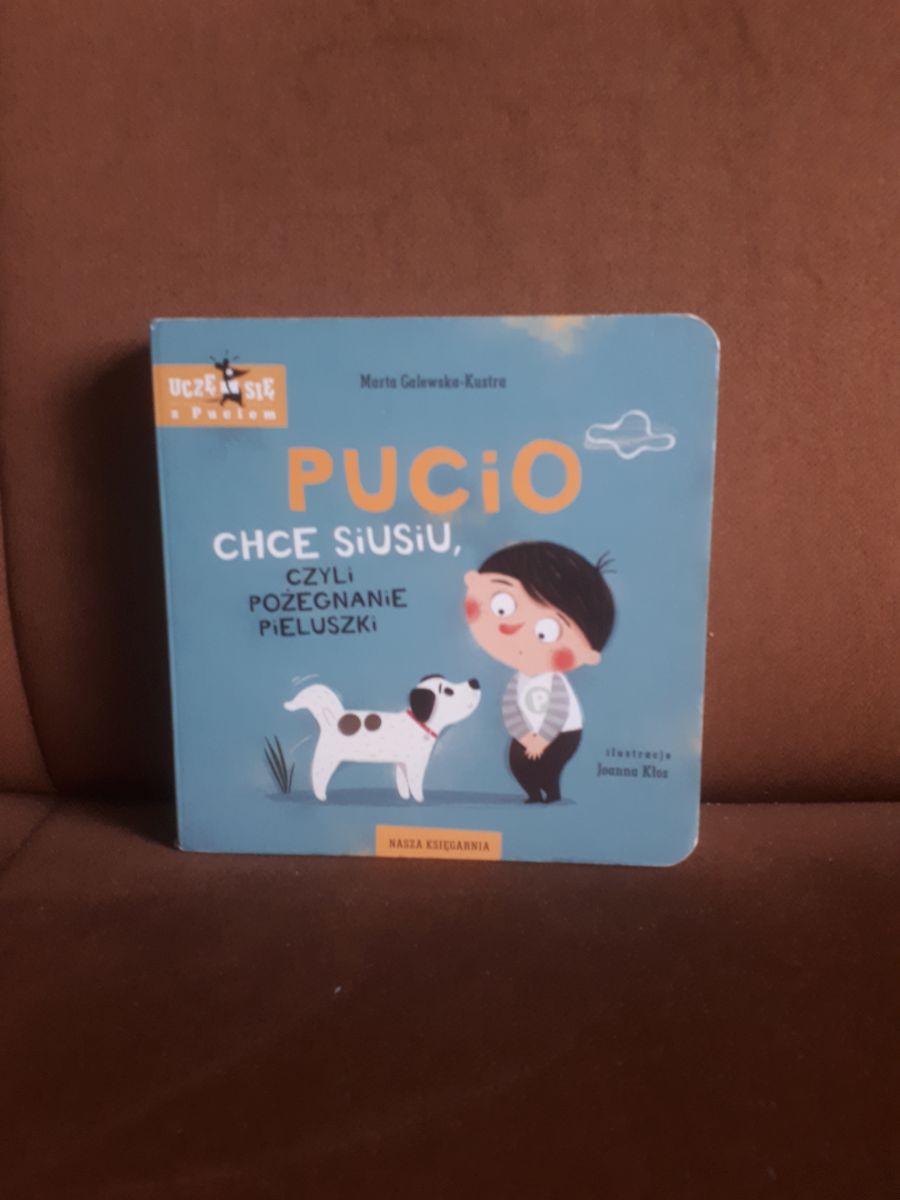 UCZĘ SIĘ
z Puciem
Marta Galewska-Kustra
PUCiO
CHCE SiUSiU,
CZYLi
POŻEGNANiE
PiELUSZKi
P
ilustracje
Joanna Kłos
NASZA KSIĘGARNIA